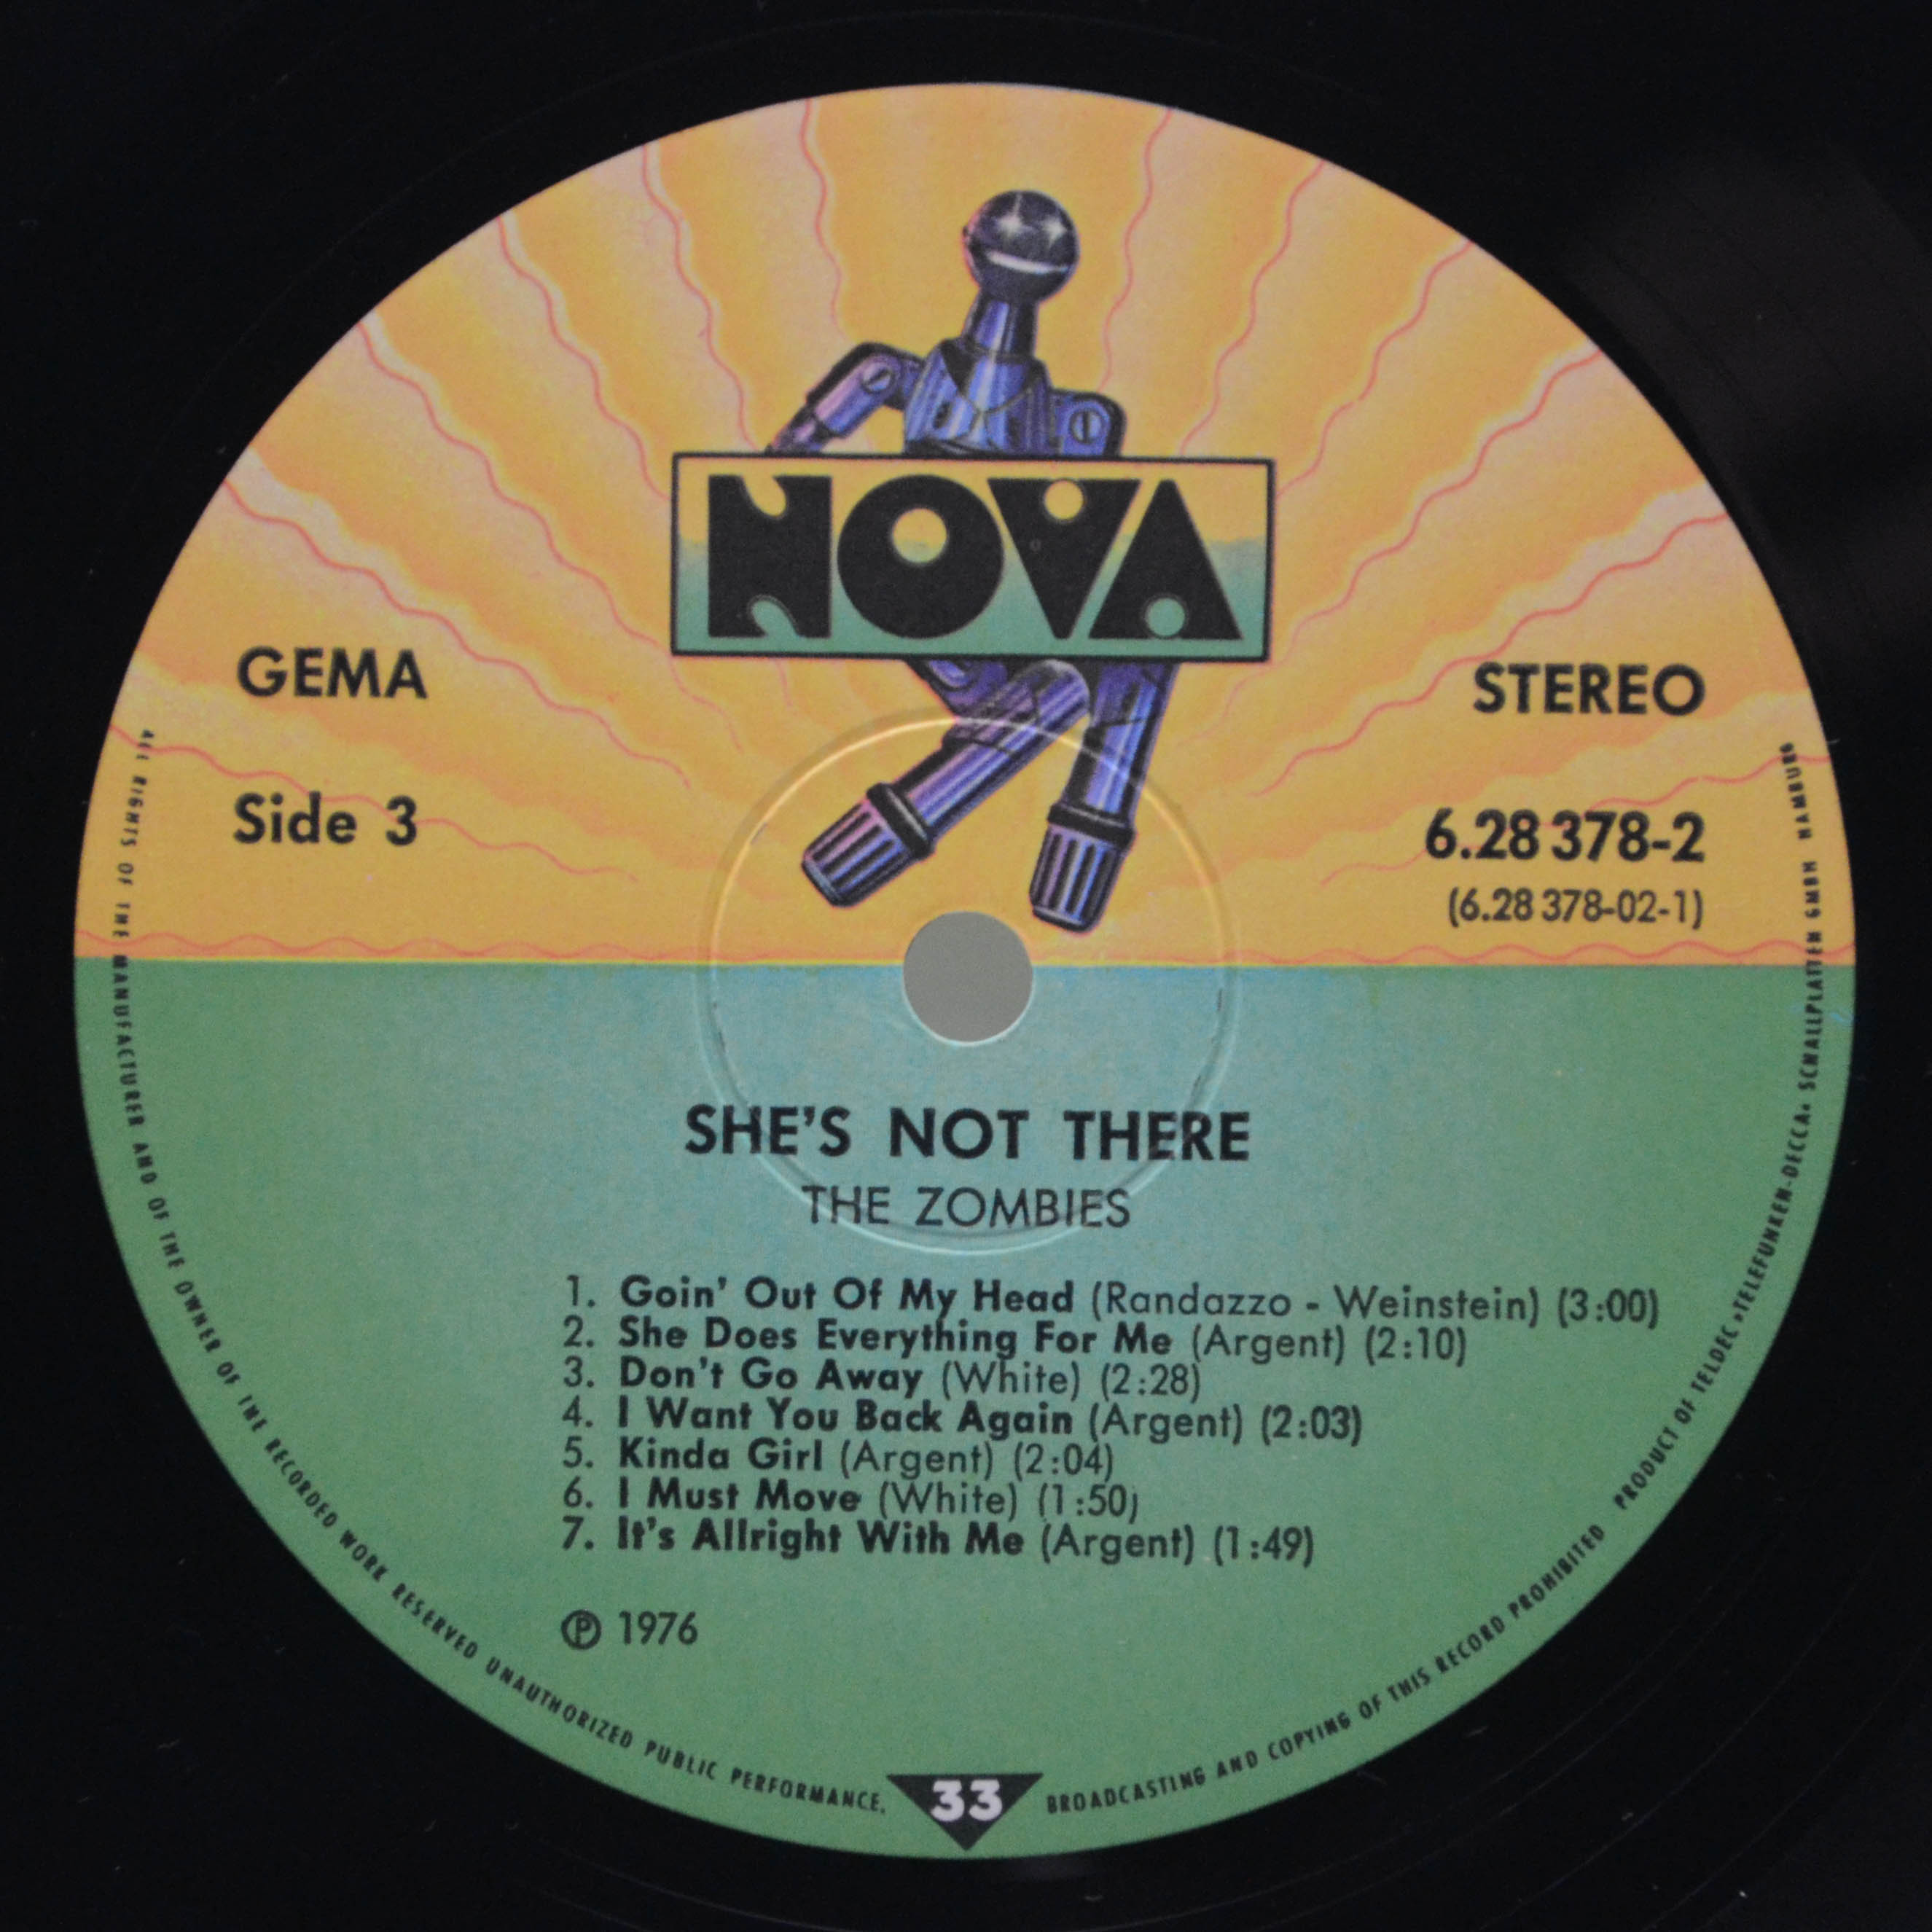 NOVA
GEMA
STEREO
Side 3
6.28 378-2
(6.28 378-02-1)
SHE'S NOT THERE
THE ZOMBIES
1. Goin' Out Of My Head (Randazzo - Weinstein) (3:00)
2. She Does Everything For Me (Argent) (2:10)
3. Don't Go Away (White) (2:28)
4. I Want You Back Again (Argent) (2:03)
5. Kinda Girl (Argent) (2:04)
6. I Must Move (White) (1:50)
7. It's Allright With Me (Argent) (1:49)
℗ 1976
ALL RIGHTS OF THE MANUFACTURER AND OF THE OWNER OF THE RECORDED WORK RESERVED UNAUTHORIZED PUBLIC PERFORMANCE, BROADCASTING AND COPYING OF THIS RECORD PROHIBITED PRODUCT OF TELDEC »TELEFUNKEN-DECCA« SCHALLPLATTEN GMBH HAMBURG
33